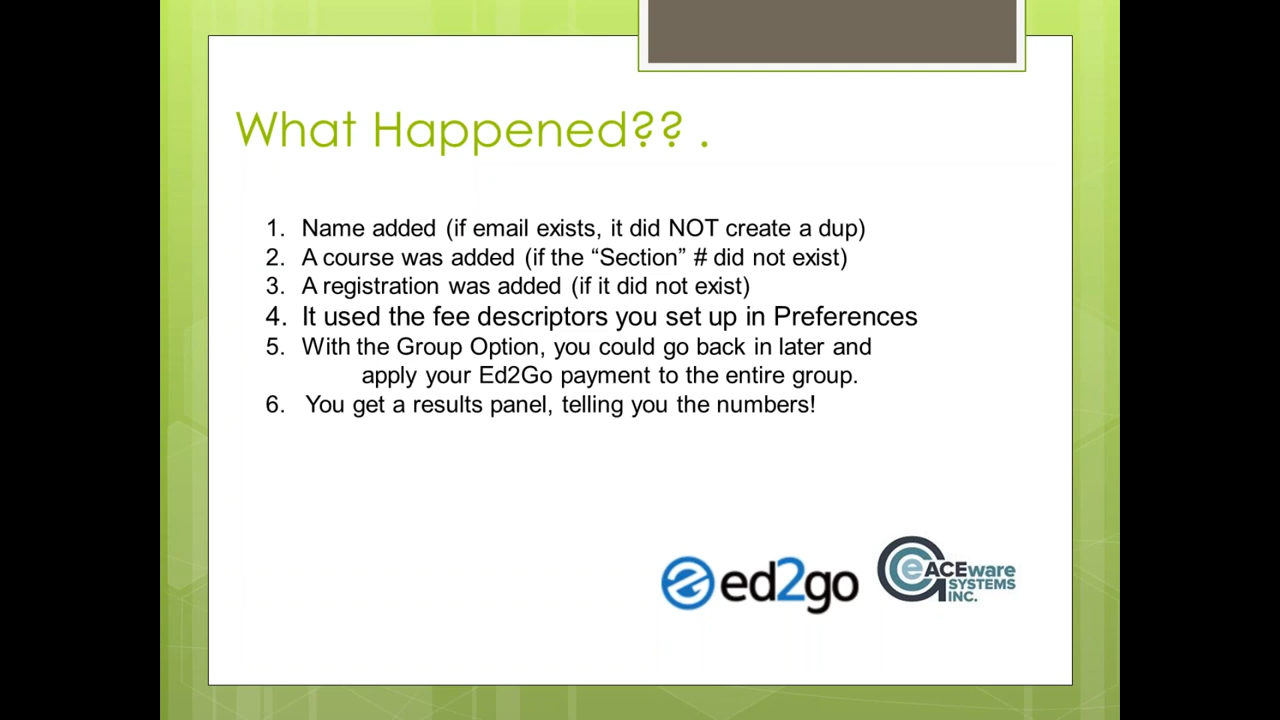 What Happened?? .
1. Name added (if email exists, it did NOT create a dup)
2. A course was added (if the “Section” # did not exist)
3. A registration was added (if it did not exist)
4. It used the fee descriptors you set up in Preferences
5. With the Group Option, you could go back in later and
apply your Ed2Go payment to the entire group.
6. You get a results panel, telling you the numbers!
ed2go
eACEware
SYSTEMS
INC.